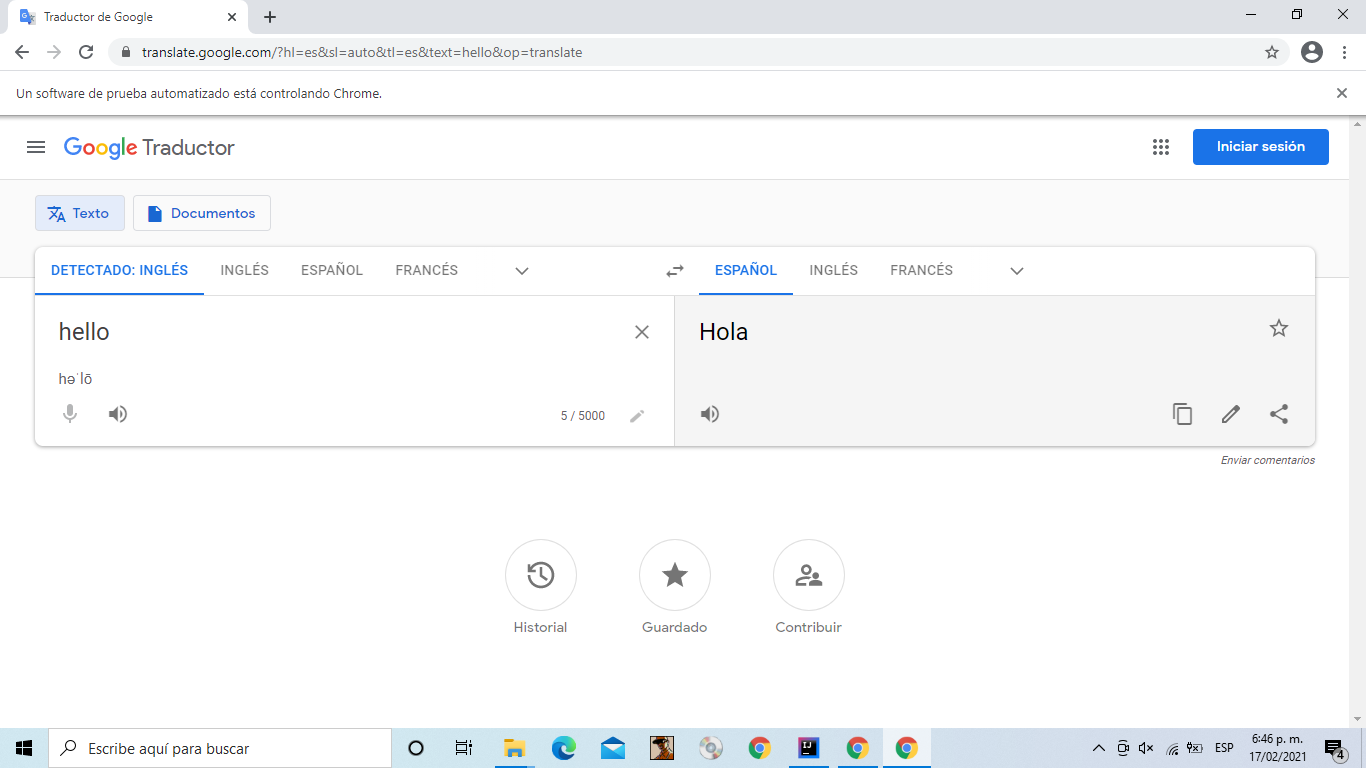 Traductor de Google
translate.google.com/?hl=es&sl=auto&tl=es&text=hello&op=translate
Un software de prueba automatizado está controlando Chrome.
Google Traductor
Iniciar sesión
Texto
Documentos
DETECTADO: INGLÉS
INGLÉS
ESPAÑOL
FRANCÉS
ESPAÑOL
INGLÉS
FRANCÉS
hello
Hola
həˈlō
5 / 5000
Enviar comentarios
Historial
Guardado
Contribuir
Escribe aquí para buscar
IJ
ESP
6:46 p. m.
17/02/2021
4